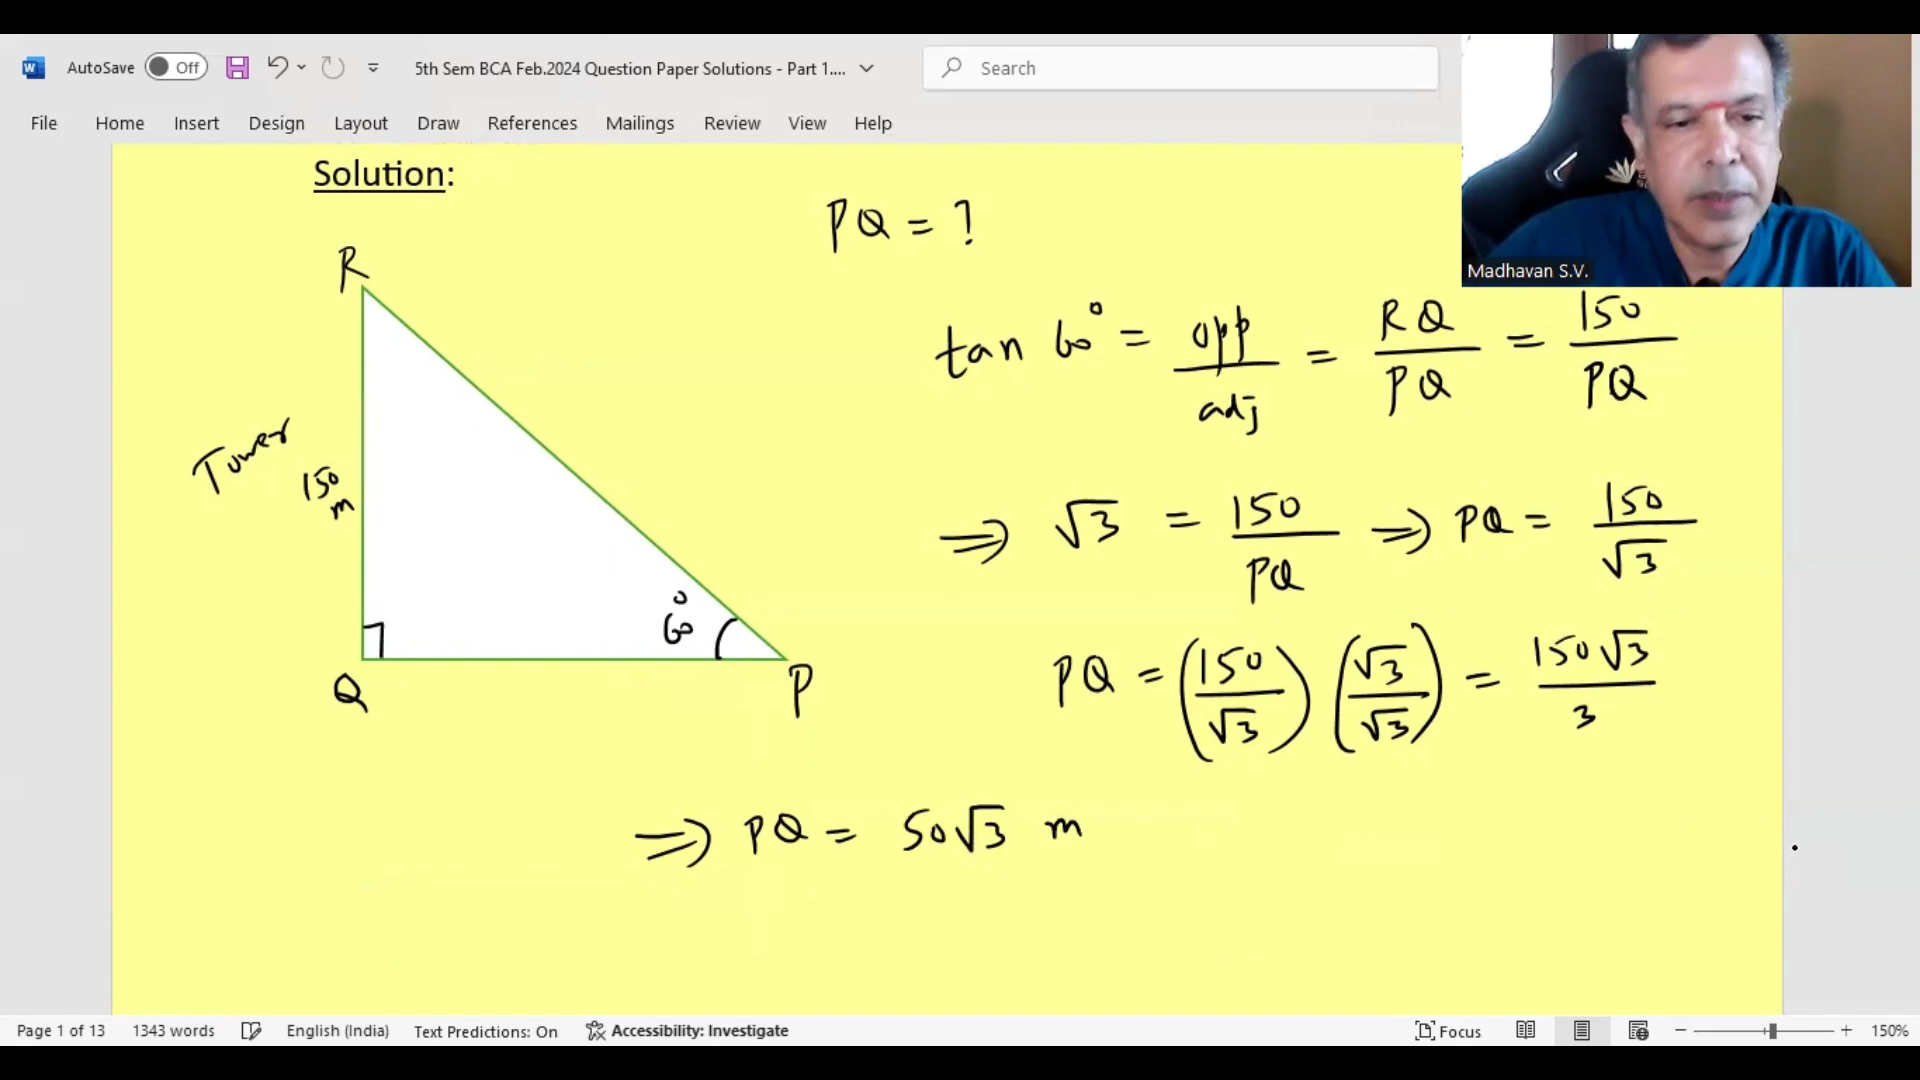 AutoSave Off 5th Sem BCA Feb.2024 Question Paper Solutions - Part 1.... Search
File Home Insert Design Layout Draw References Mailings Review View Help
Madhavan S.V.
Solution:
PQ = ?
R
Tower
150
m
Q
60°
P
tan 60° = opp/adj = RQ/PQ = 150/PQ
⇒ √3 = 150/PQ ⇒ PQ = 150/√3
PQ = (150/√3) (√3/√3) = 150√3/3
⇒ PQ = 50√3 m
Page 1 of 13 1343 words English (India) Text Predictions: On Accessibility: Investigate Focus 150%